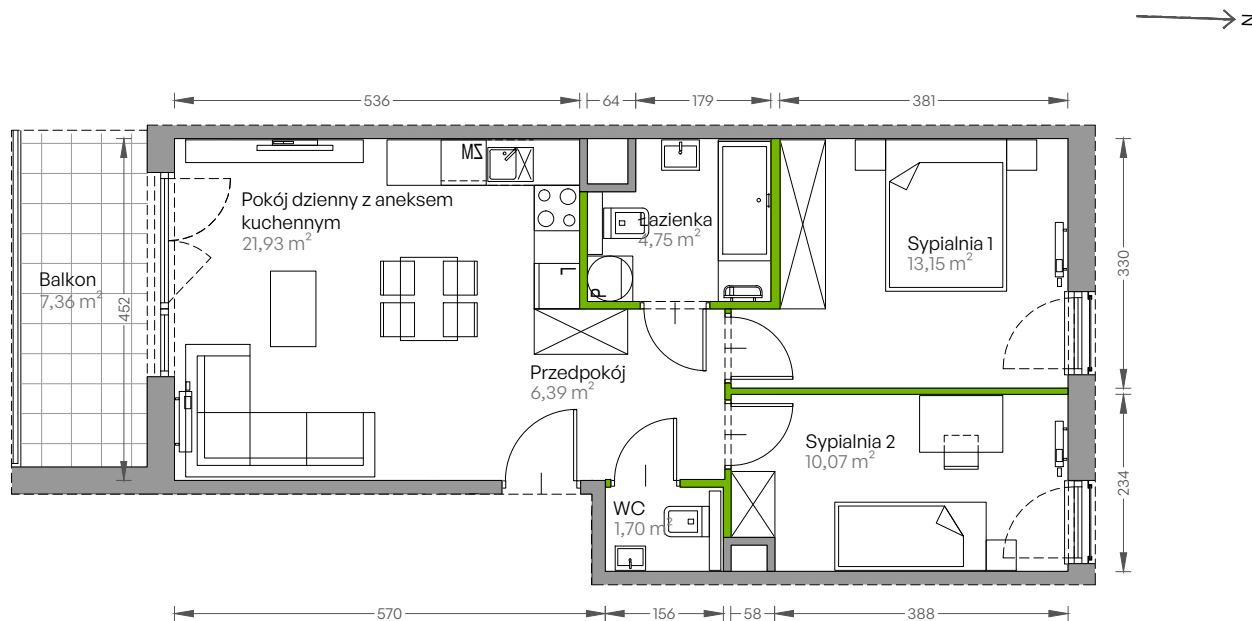 N
536
64
179
381
Pokój dzienny z aneksem
kuchennym
21,93 m²
ZM
Łazienka
4,75 m²
Sypialnia 1
13,15 m²
Balkon
7,36 m²
452
330
L
P
Przedpokój
6,39 m²
Sypialnia 2
10,07 m²
234
WC
1,70 m²
570
156
58
388